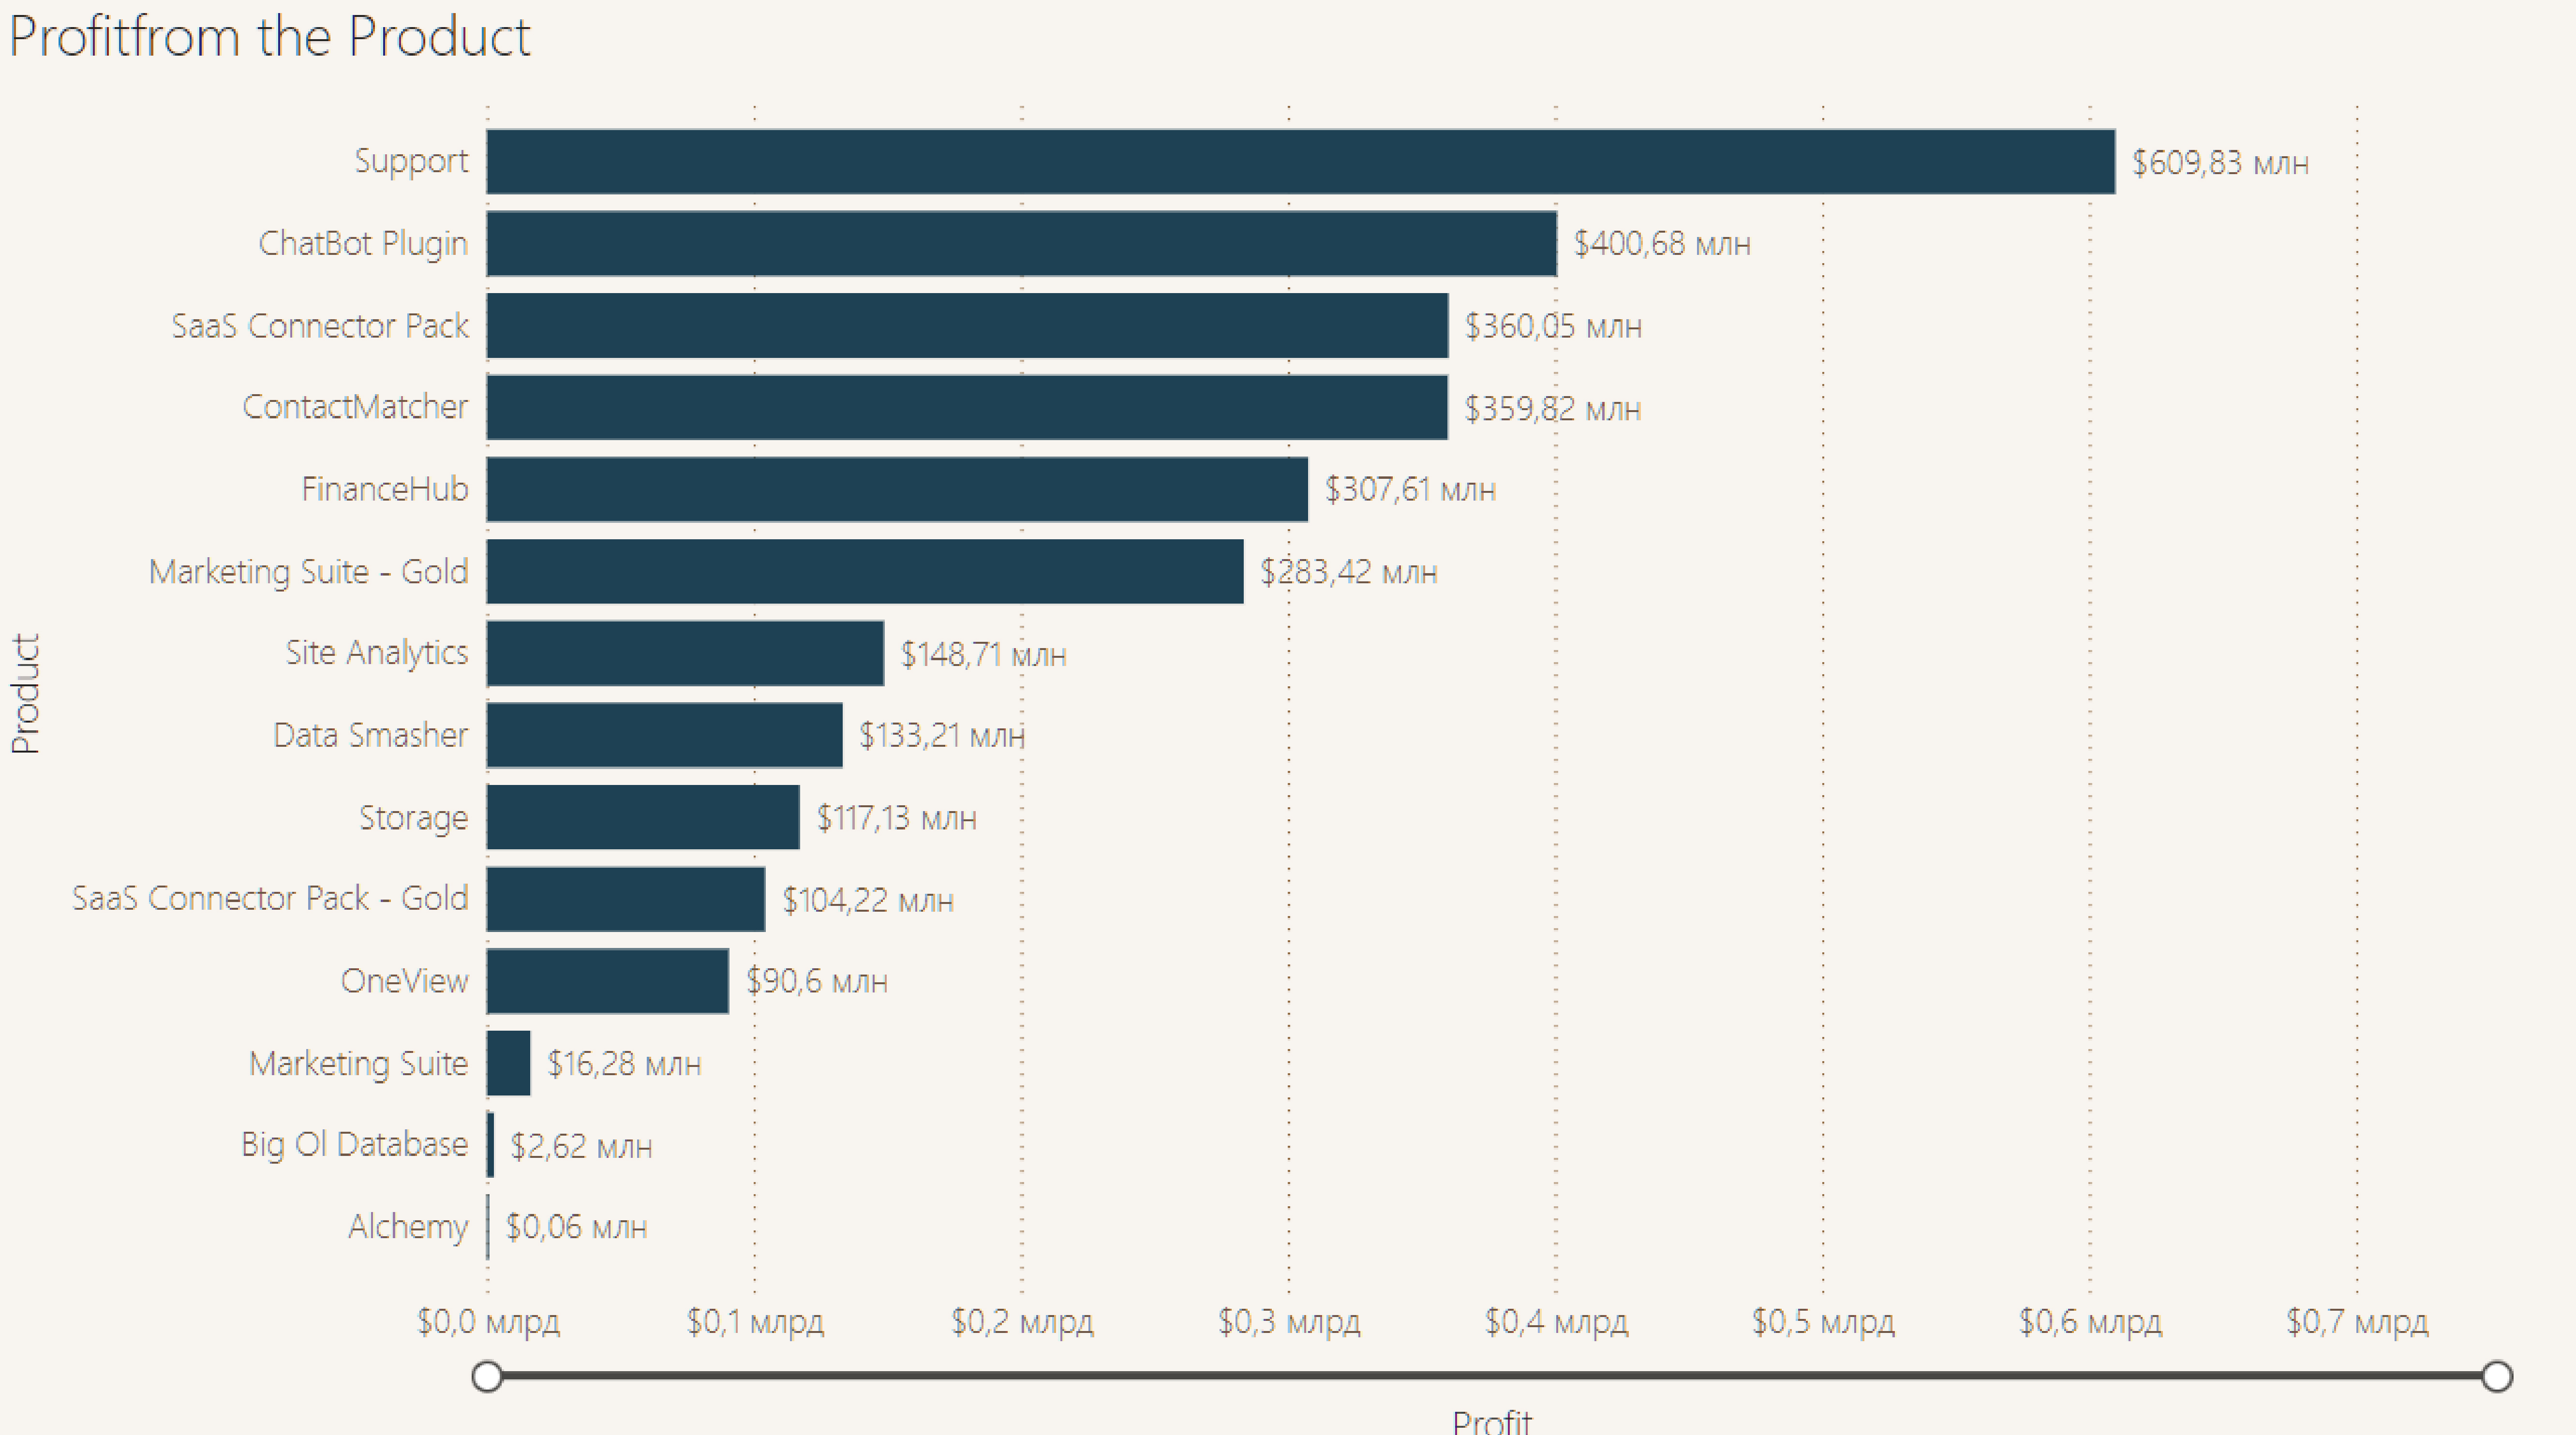 Profitfrom the Product
Product
Support $609,83 млн
ChatBot Plugin $400,68 млн
SaaS Connector Pack $360,05 млн
ContactMatcher $359,82 млн
FinanceHub $307,61 млн
Marketing Suite - Gold $283,42 млн
Site Analytics $148,71 млн
Data Smasher $133,21 млн
Storage $117,13 млн
SaaS Connector Pack - Gold $104,22 млн
OneView $90,6 млн
Marketing Suite $16,28 млн
Big Ol Database $2,62 млн
Alchemy $0,06 млн
$0,0 млрд $0,1 млрд $0,2 млрд $0,3 млрд $0,4 млрд $0,5 млрд $0,6 млрд $0,7 млрд
Profit